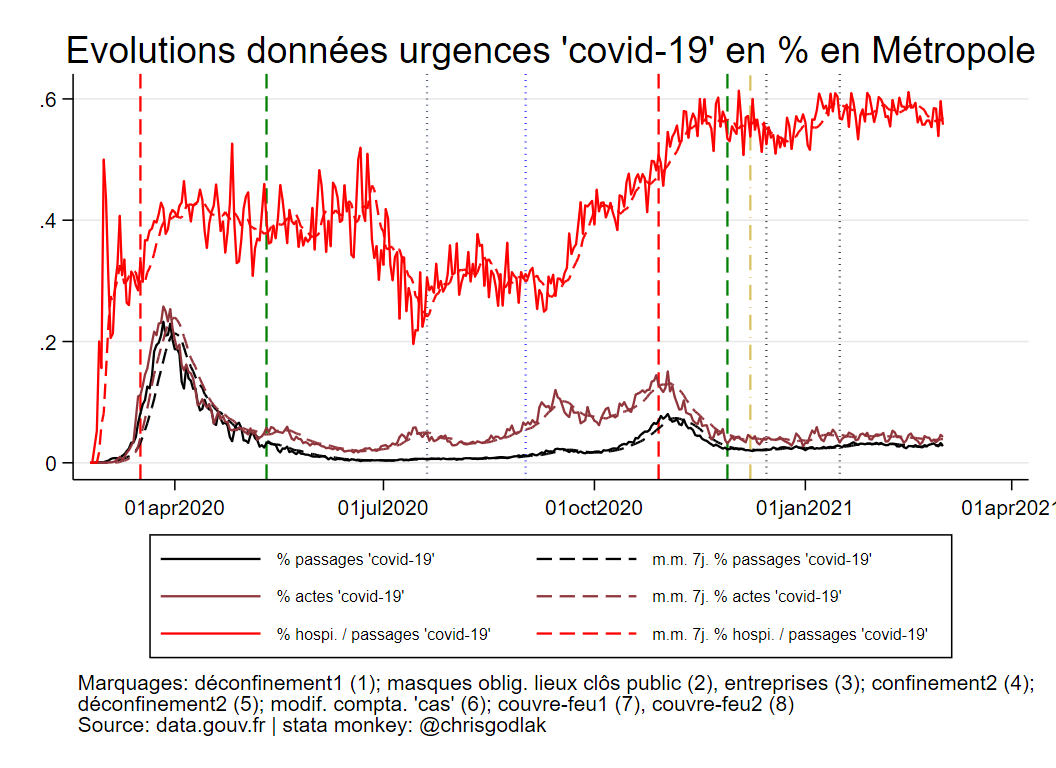 Evolutions données urgences 'covid-19' en % en Métropole
.6
.4
.2
0
01apr2020 01jul2020 01oct2020 01jan2021 01apr2021
% passages 'covid-19' m.m. 7j. % passages 'covid-19'
% actes 'covid-19' m.m. 7j. % actes 'covid-19'
% hospi. / passages 'covid-19' m.m. 7j. % hospi. / passages 'covid-19'
Marquages: déconfinement1 (1); masques oblig. lieux clôs public (2), entreprises (3); confinement2 (4);
déconfinement2 (5); modif. compta. 'cas' (6); couvre-feu1 (7), couvre-feu2 (8)
Source: data.gouv.fr | stata monkey: @chrisgodlak